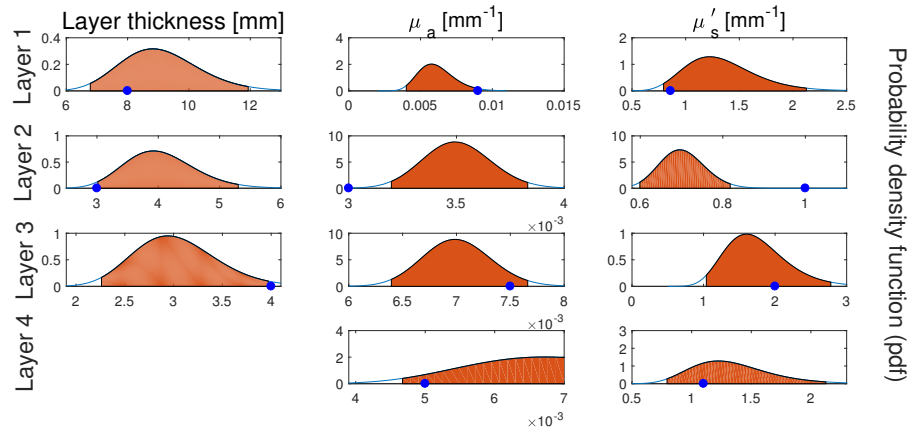 Layer thickness [mm]
μa [mm-1]
μs′ [mm-1]
Layer 1
0.4
0.2
0
6 8 10 12
4
2
0
0 0.005 0.01 0.015
2
1
0
0.5 1 1.5 2 2.5
Layer 2
1
0.5
0
3 4 5 6
10
5
0
3 3.5 4
×10-3
10
5
0
0.6 0.8 1
Layer 3
1
0.5
0
2 2.5 3 3.5 4
10
5
0
6 6.5 7 7.5 8
×10-3
1
0.5
0
0 1 2 3
Layer 4
4
2
0
4 5 6 7
×10-3
3
2
1
0
0.5 1 1.5 2
Probability density function (pdf)